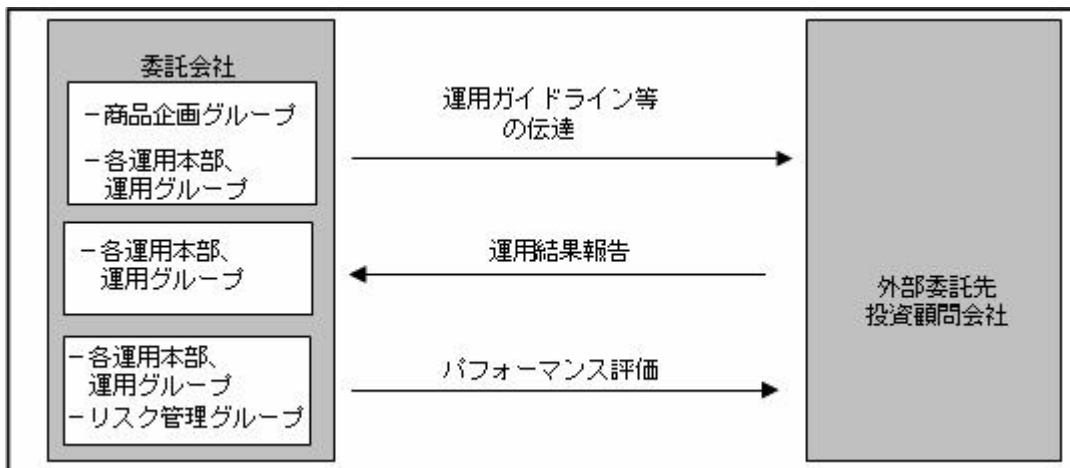 委託会社
－商品企画グループ
－各運用本部、
運用グループ
運用ガイドライン等
の伝達
－各運用本部、
運用グループ
運用結果報告
－各運用本部、
運用グループ
－リスク管理グループ
パフォーマンス評価
外部委託先
投資顧問会社